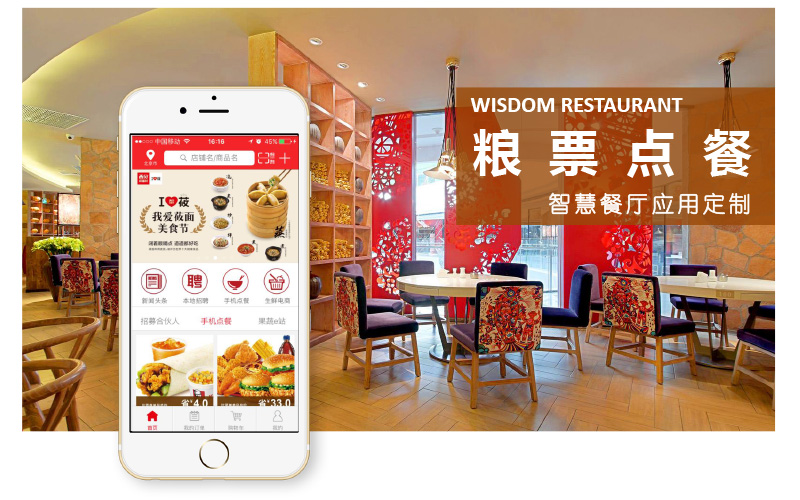 WISDOM RESTAURANT
粮票点餐
智慧餐厅应用定制
中国移动
16:16
45%
北京市
店铺名/商品名
I 莜
我爱莜面
美食节
新闻头条
本地招聘
手机点餐
生鲜电商
招募合伙人
手机点餐
果蔬e站
省¥4.0
省¥33.0
首页
我的订单
购物车
我的